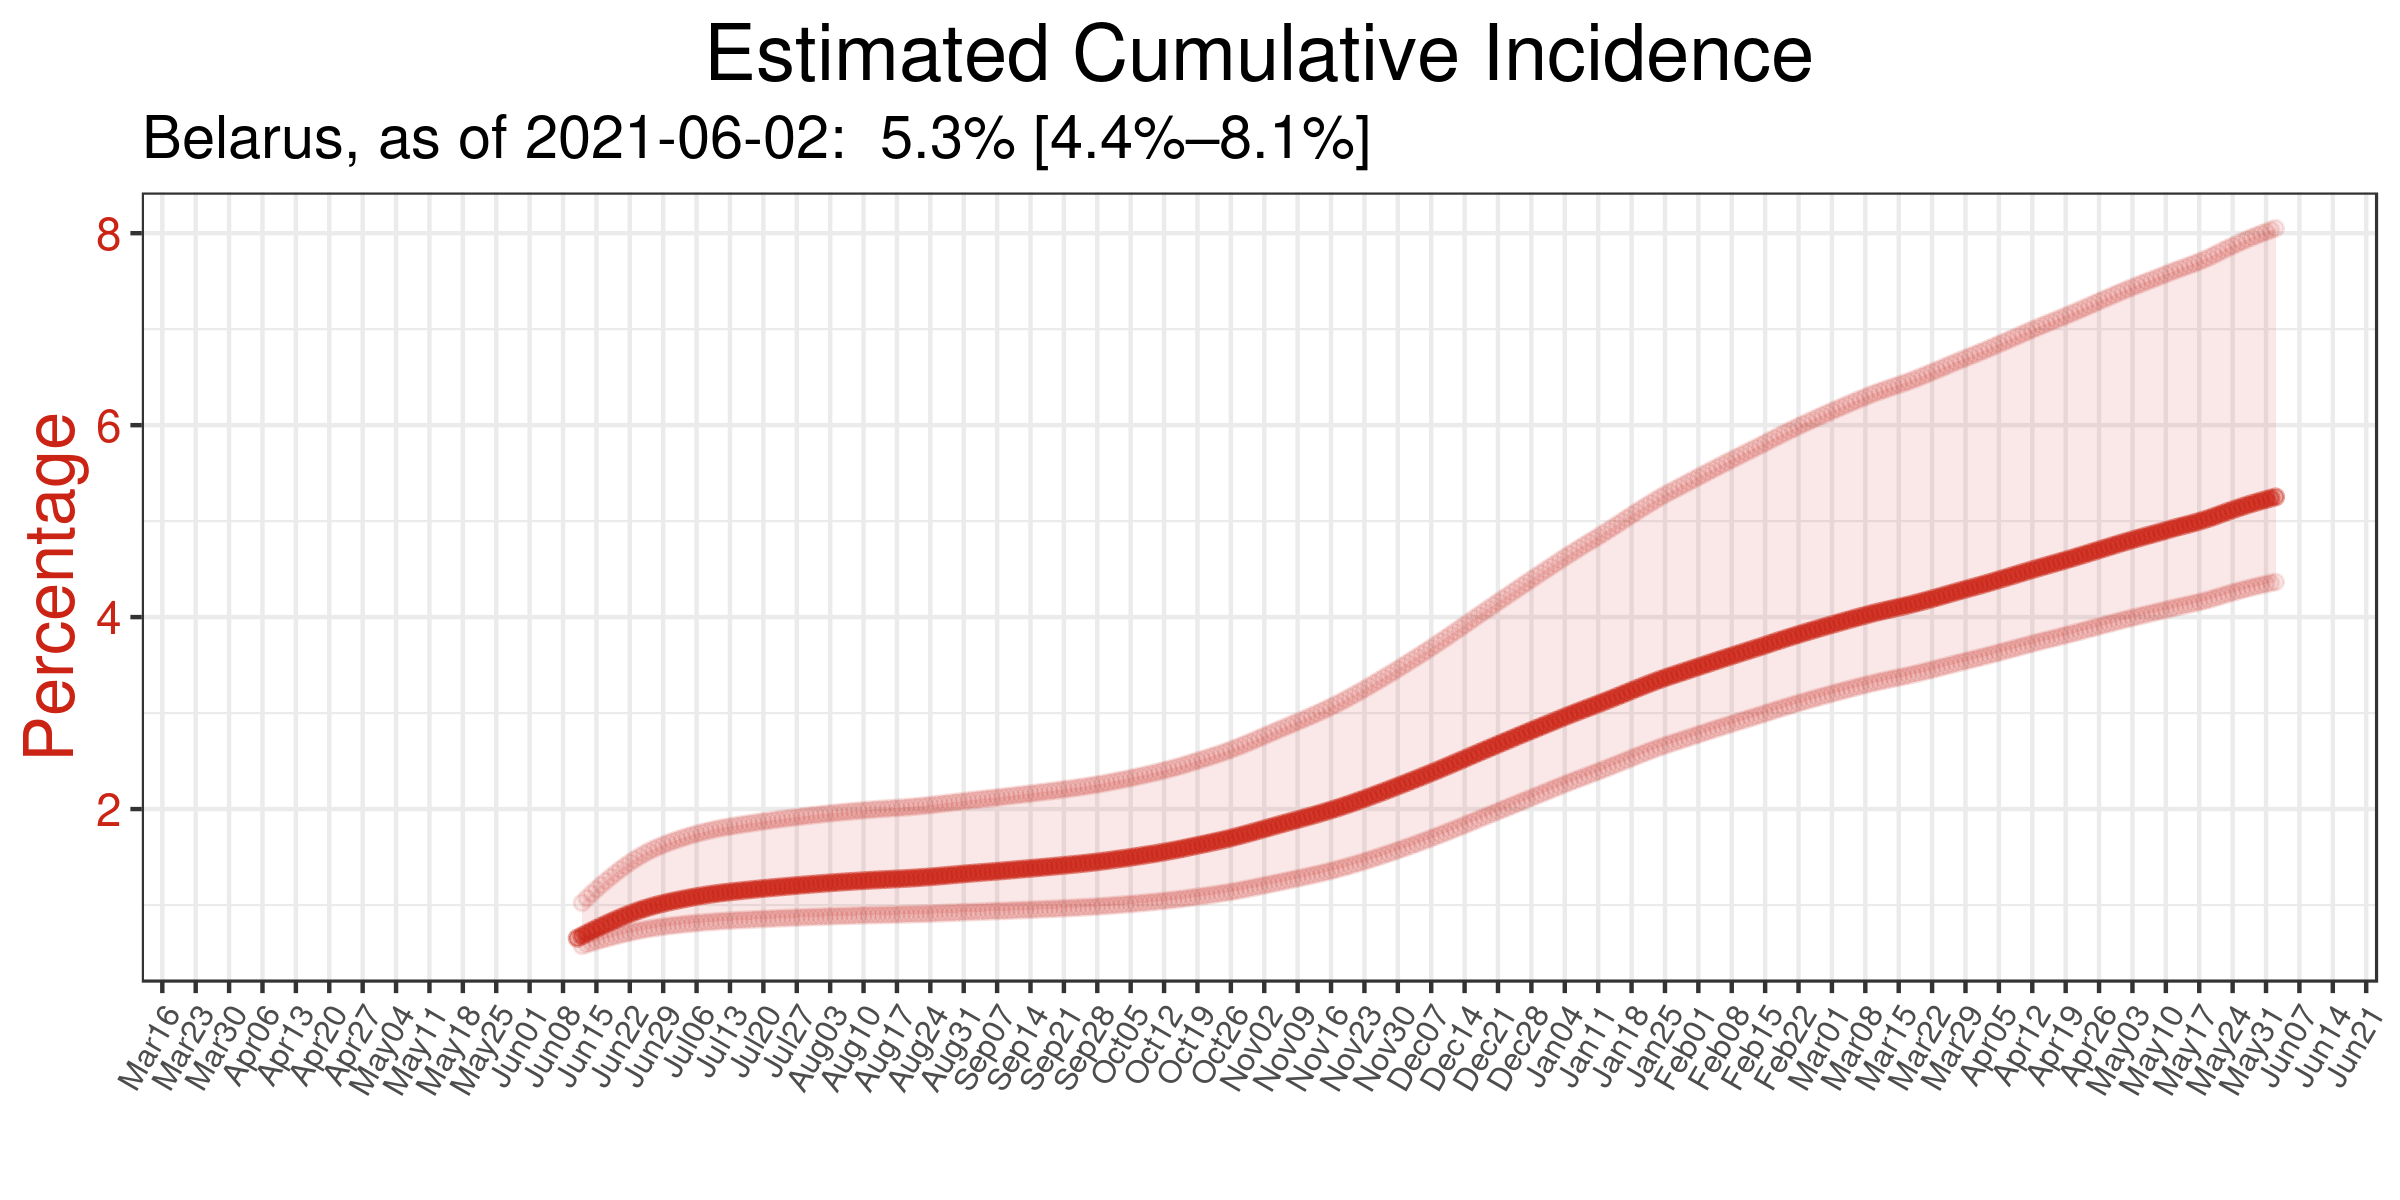 Estimated Cumulative Incidence
Belarus, as of 2021-06-02:  5.3% [4.4%–8.1%]
Percentage
8
6
4
2
Mar16
Mar23
Mar30
Apr06
Apr13
Apr20
Apr27
May04
May11
May18
May25
Jun01
Jun08
Jun15
Jun22
Jun29
Jul06
Jul13
Jul20
Jul27
Aug03
Aug10
Aug17
Aug24
Aug31
Sep07
Sep14
Sep21
Sep28
Oct05
Oct12
Oct19
Oct26
Nov02
Nov09
Nov16
Nov23
Nov30
Dec07
Dec14
Dec21
Dec28
Jan04
Jan11
Jan18
Jan25
Feb01
Feb08
Feb15
Feb22
Mar01
Mar08
Mar15
Mar22
Mar29
Apr05
Apr12
Apr19
Apr26
May03
May10
May17
May24
May31
Jun07
Jun14
Jun21